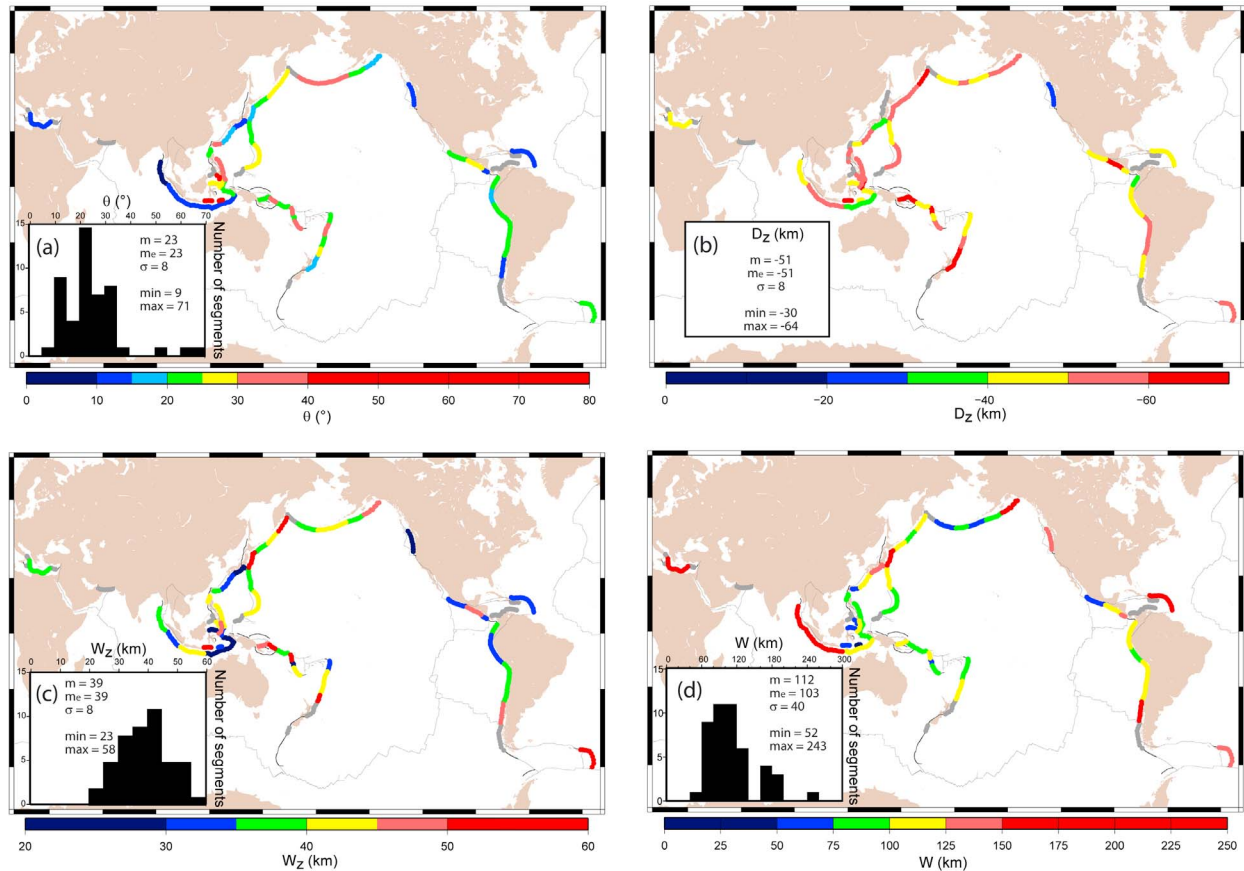 θ (°)
0 10 20 30 40 50 60 70
(a)
m = 23
mₑ = 23
σ = 8
min = 9
max = 71
15
10
5
0
Number of segments
0 10 20 30 40 50 60 70 80
θ (°)
(b)
D_Z (km)
m = -51
mₑ = -51
σ = 8
min = -30
max = -64
0 −20 −40 −60
D_Z (km)
W_Z (km)
0 10 20 30 40 50 60
(c)
m = 39
mₑ = 39
σ = 8
min = 23
max = 58
15
10
5
0
Number of segments
20 30 40 50 60
W_Z (km)
W (km)
0 60 120 180 240 300
(d)
m = 112
mₑ = 103
σ = 40
min = 52
max = 243
15
10
5
0
Number of segments
0 25 50 75 100 125 150 175 200 225 250
W (km)